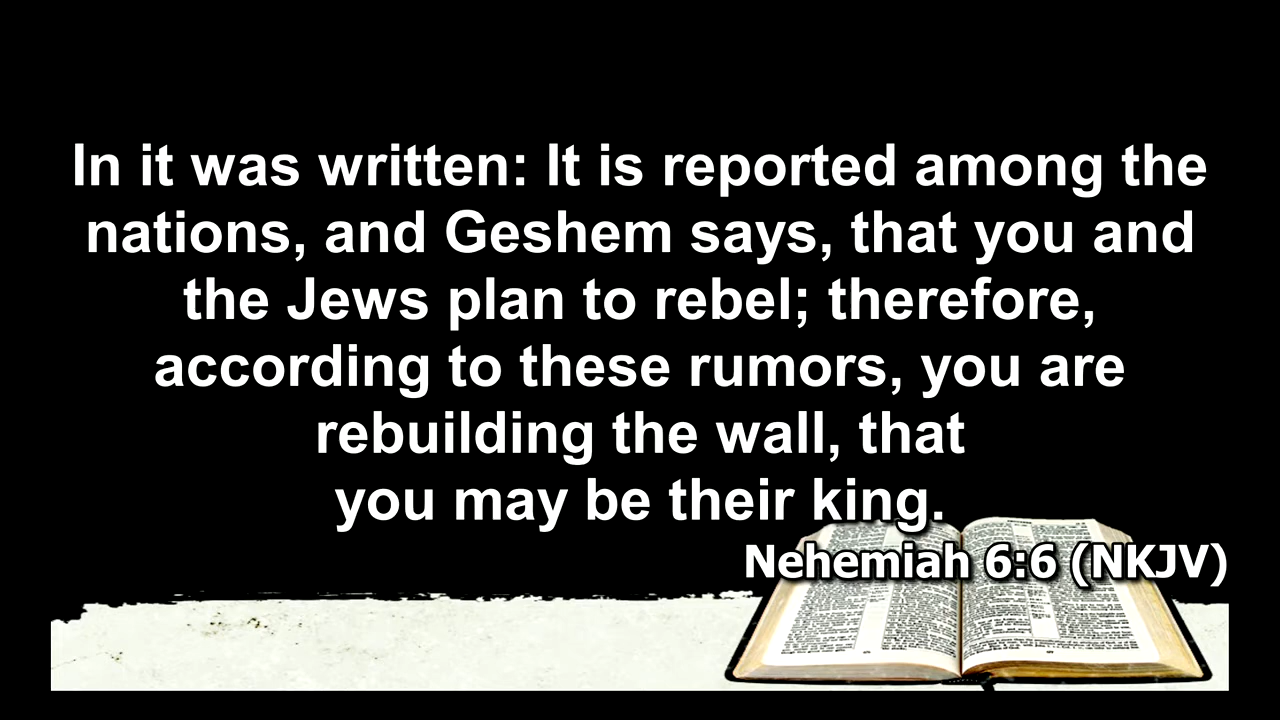 In it was written: It is reported among the
nations, and Geshem says, that you and
the Jews plan to rebel; therefore,
according to these rumors, you are
rebuilding the wall, that
you may be their king.
Nehemiah 6:6 (NKJV)